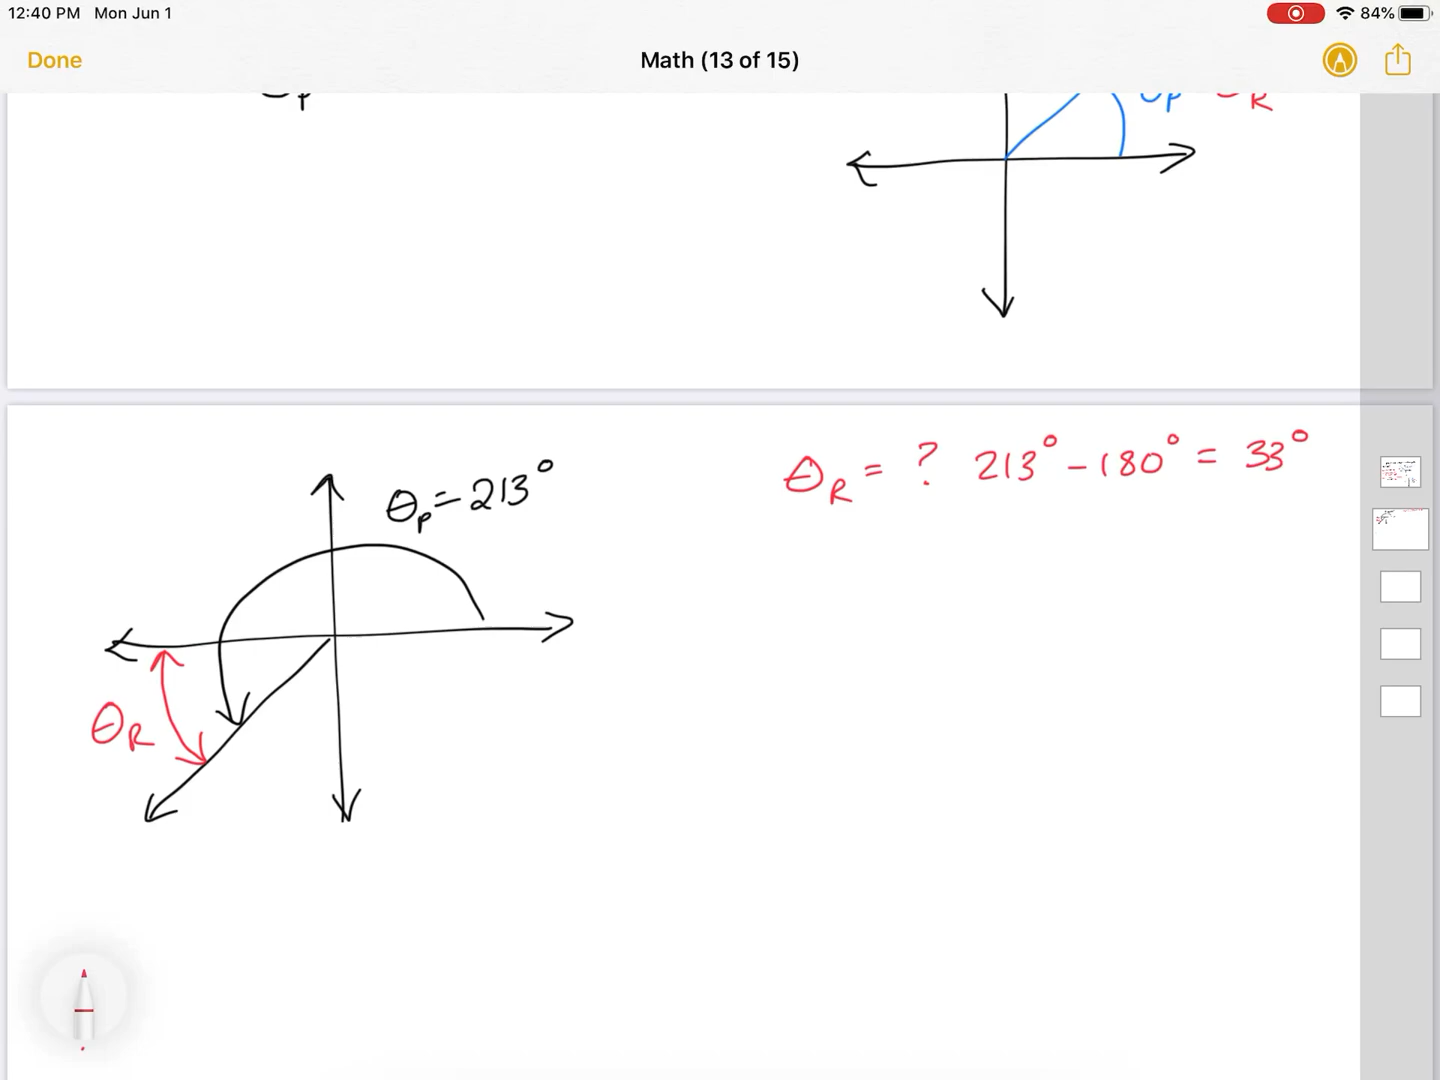 12:40 PM Mon Jun 1
84%
Done
Math (13 of 15)
θR = ? 213° - 180° = 33°
θp = 213°
θR